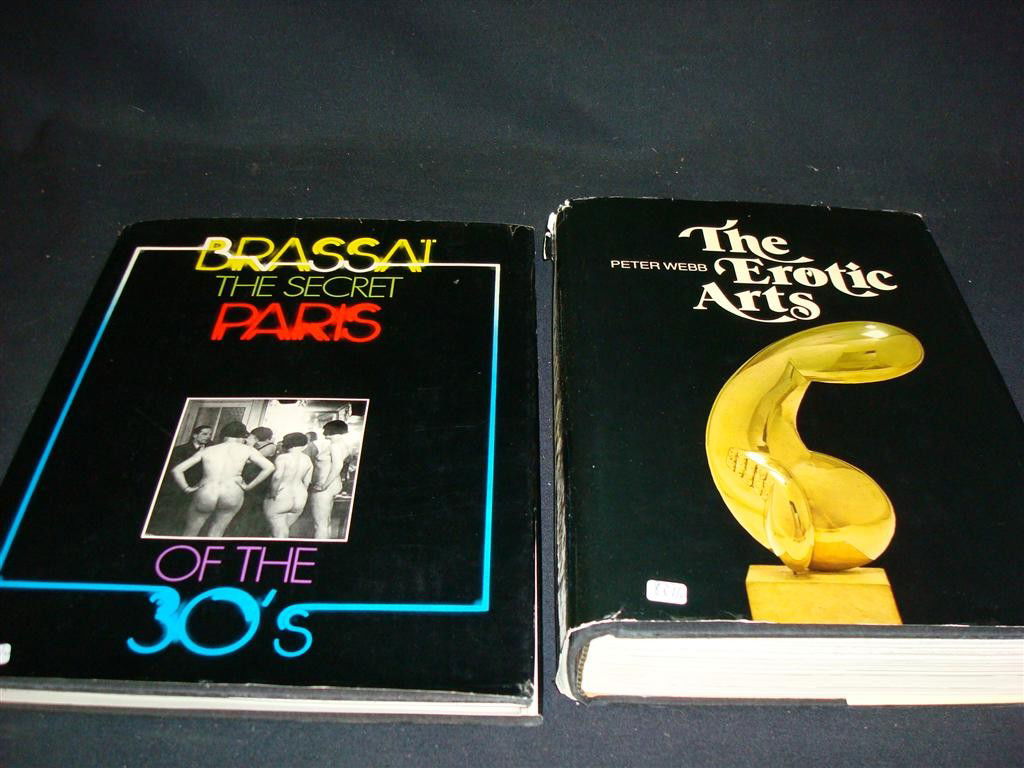 BRASSAÏ
THE SECRET
PARIS
OF THE
30's
PETER WEBB
The
Erotic
Arts